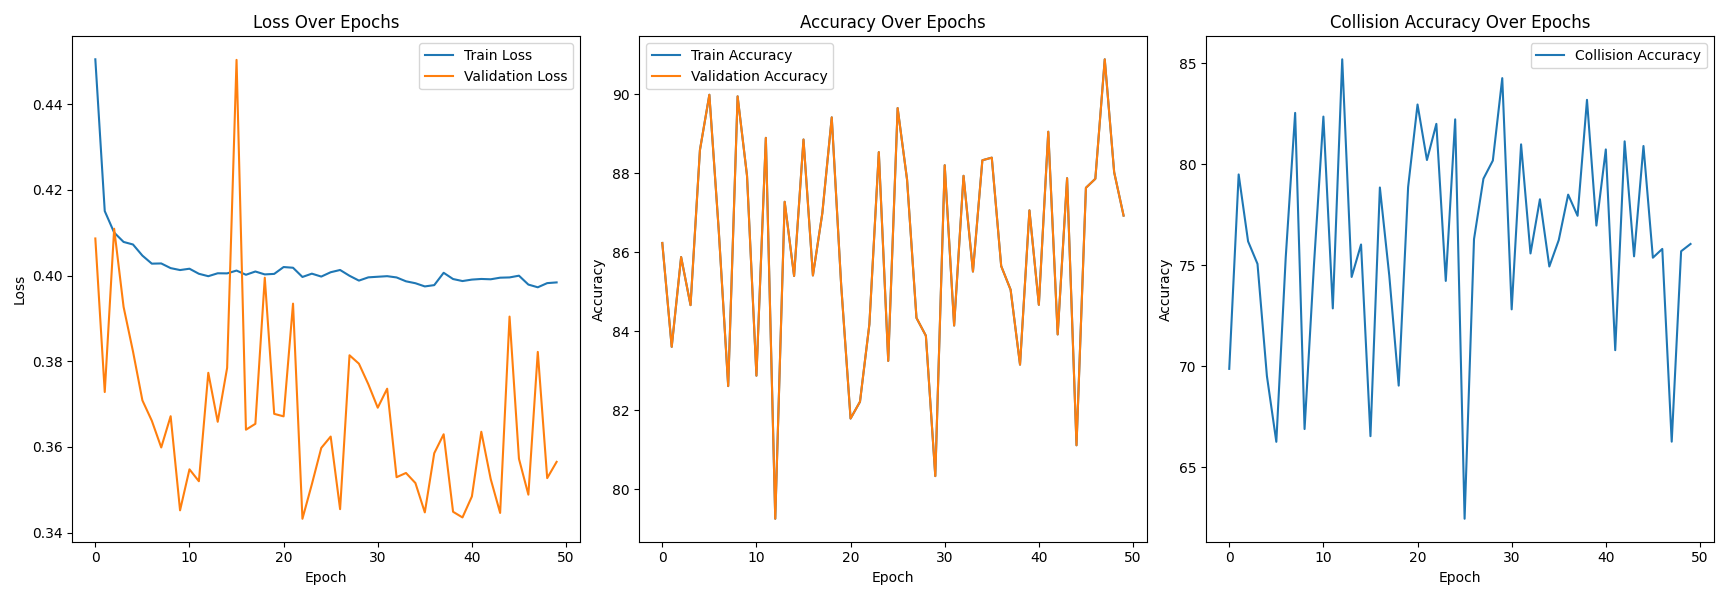 Loss Over Epochs
Train Loss
Validation Loss
0.44
0.42
0.40
0.38
0.36
0.34
Loss
0 10 20 30 40 50
Epoch
Accuracy Over Epochs
Train Accuracy
Validation Accuracy
90
88
86
84
82
80
Accuracy
0 10 20 30 40 50
Epoch
Collision Accuracy Over Epochs
Collision Accuracy
85
80
75
70
65
Accuracy
0 10 20 30 40 50
Epoch